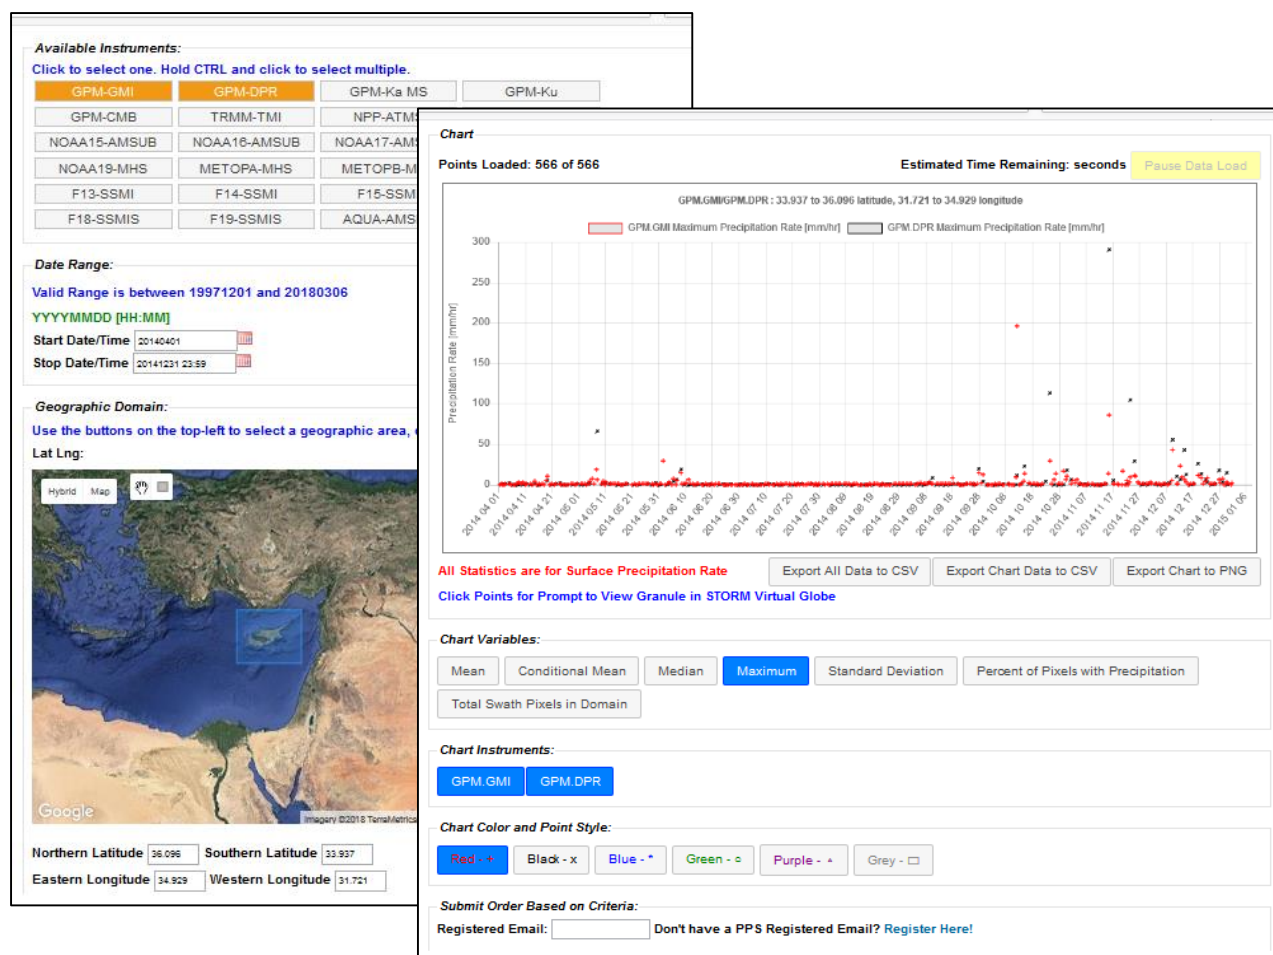 Available Instruments:
Click to select one. Hold CTRL and click to select multiple.
GPM-GMI GPM-DPR GPM-Ka MS GPM-Ku
GPM-CMB TRMM-TMI NPP-ATMS
NOAA15-AMSUB NOAA16-AMSUB NOAA17-AMS
NOAA19-MHS METOPA-MHS METOPB-M
F13-SSMI F14-SSMI F15-SSM
F18-SSMIS F19-SSMIS AQUA-AMS
Date Range:
Valid Range is between 19971201 and 20180306
YYYYMMDD [HH:MM]
Start Date/Time 20140401
Stop Date/Time 20141231 23:59
Geographic Domain:
Use the buttons on the top-left to select a geographic area,
Lat Lng:
Hybrid Map
Google
Imagery ©2018 TerraMetrics
Northern Latitude 36.096 Southern Latitude 33.937
Eastern Longitude 34.929 Western Longitude 31.721
Chart
Points Loaded: 566 of 566 Estimated Time Remaining: seconds Pause Data Load
GPM.GMI/GPM.DPR : 33.937 to 36.096 latitude, 31.721 to 34.929 longitude
GPM.GMI Maximum Precipitation Rate [mm/hr] GPM.DPR Maximum Precipitation Rate [mm/hr]
Precipitation Rate [mm/hr]
300
250
200
150
100
50
0
2014 04 01 2014 04 11 2014 04 21 2014 05 01 2014 05 11 2014 05 21 2014 05 31 2014 06 10 2014 06 20 2014 06 30 2014 07 10 2014 07 20 2014 07 30 2014 08 09 2014 08 19 2014 08 29 2014 09 08 2014 09 18 2014 09 28 2014 10 08 2014 10 18 2014 10 28 2014 11 07 2014 11 17 2014 11 27 2014 12 07 2014 12 17 2014 12 27 2015 01 06
All Statistics are for Surface Precipitation Rate Export All Data to CSV Export Chart Data to CSV Export Chart to PNG
Click Points for Prompt to View Granule in STORM Virtual Globe
Chart Variables:
Mean Conditional Mean Median Maximum Standard Deviation Percent of Pixels with Precipitation
Total Swath Pixels in Domain
Chart Instruments:
GPM.GMI GPM.DPR
Chart Color and Point Style:
Red - + Black - x Blue - * Green - o Purple - ▵ Grey - □
Submit Order Based on Criteria:
Registered Email: Don't have a PPS Registered Email? Register Here!